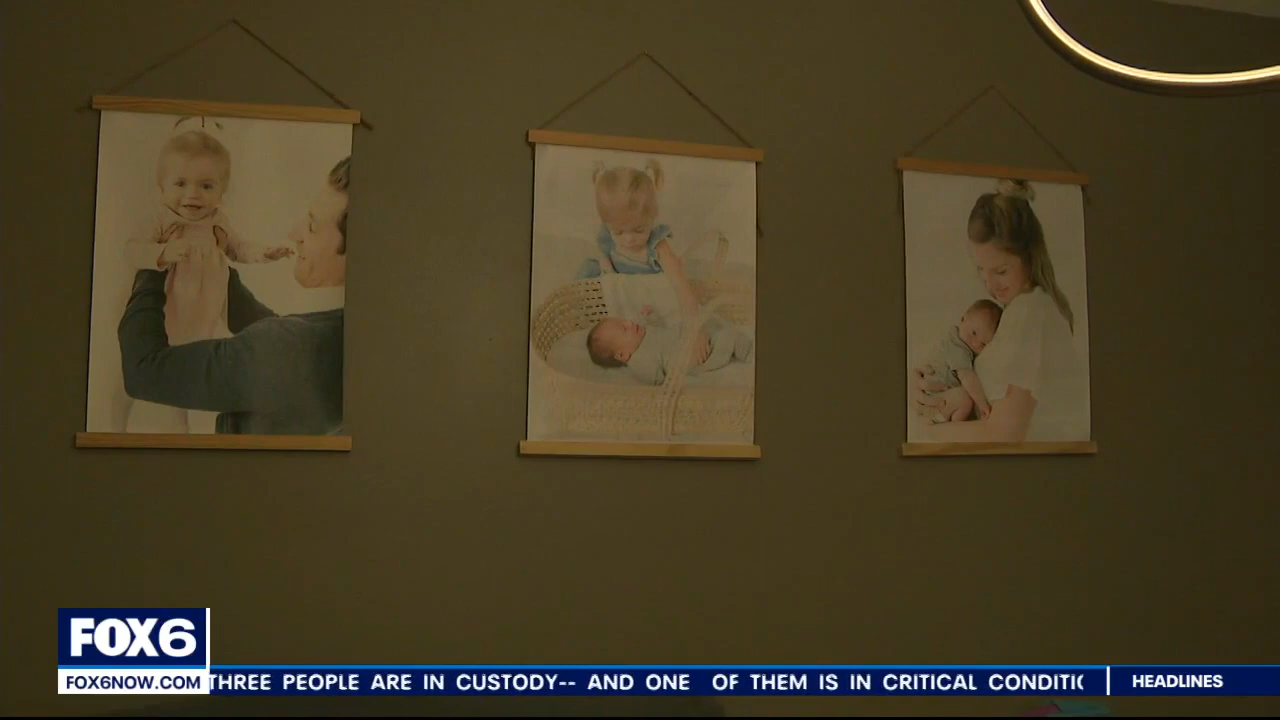 FOX6
FOX6NOW.COM
THREE PEOPLE ARE IN CUSTODY-- AND ONE OF THEM IS IN CRITICAL
HEADLINES